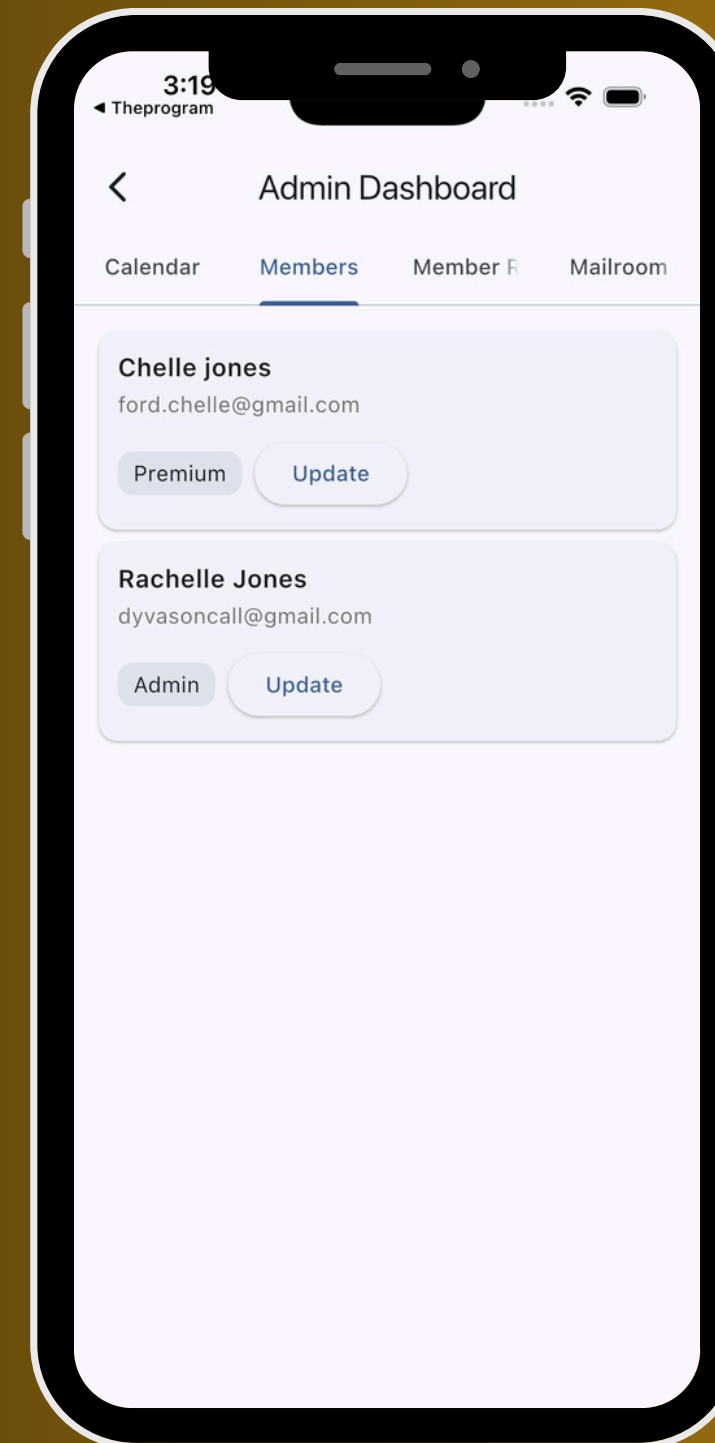 3:19
◀ Theprogram
Admin Dashboard
Calendar Members Member Mailroom
Chelle jones
ford.chelle@gmail.com
Premium Update
Rachelle Jones
dyvasoncall@gmail.com
Admin Update